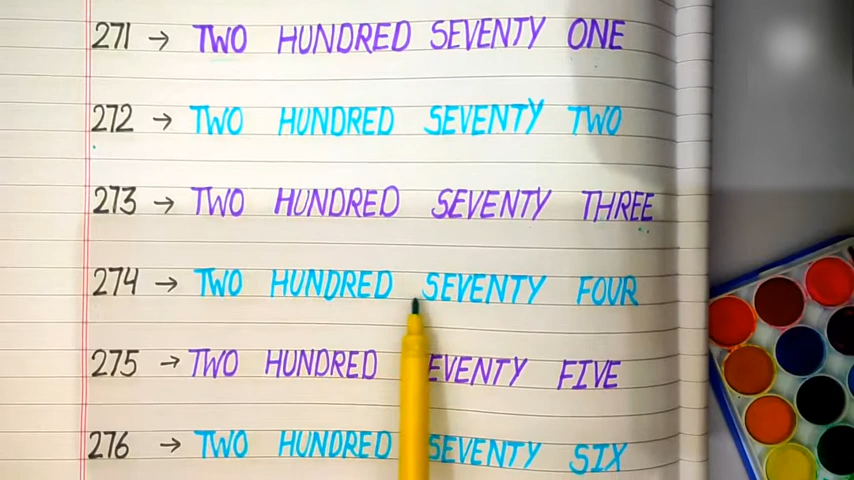 271 → TWO HUNDRED SEVENTY ONE
272 → TWO HUNDRED SEVENTY TWO
273 → TWO HUNDRED SEVENTY THREE
274 → TWO HUNDRED SEVENTY FOUR
275 → TWO HUNDRED EVENTY FIVE
276 → TWO HUNDRED SEVENTY SIX